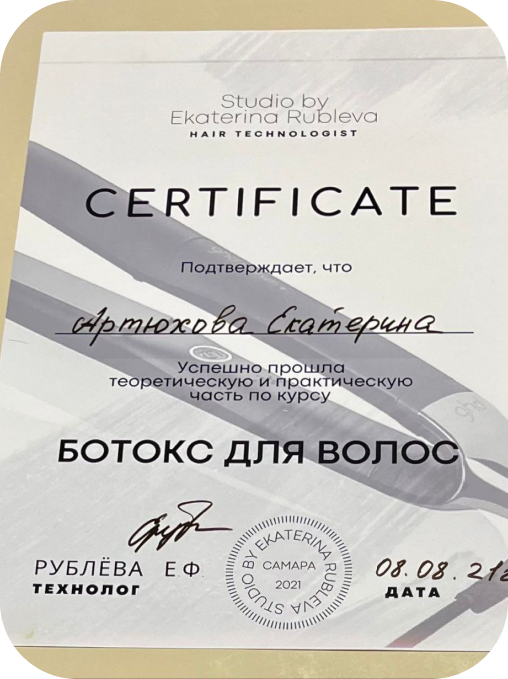 Studio by
Ekaterina Rubleva
HAIR TECHNOLOGIST
CERTIFICATE
Подтверждает, что
Артюхова Екатерина
Успешно прошла
теоретическую и практическую
часть по курсу
БОТОКС ДЛЯ ВОЛОС
РУБЛЁВА Е.Ф.
ТЕХНОЛОГ
STUDIO BY EKATERINA RUBLEVA
САМАРА
2021
08.08.21г
ДАТА
ghd